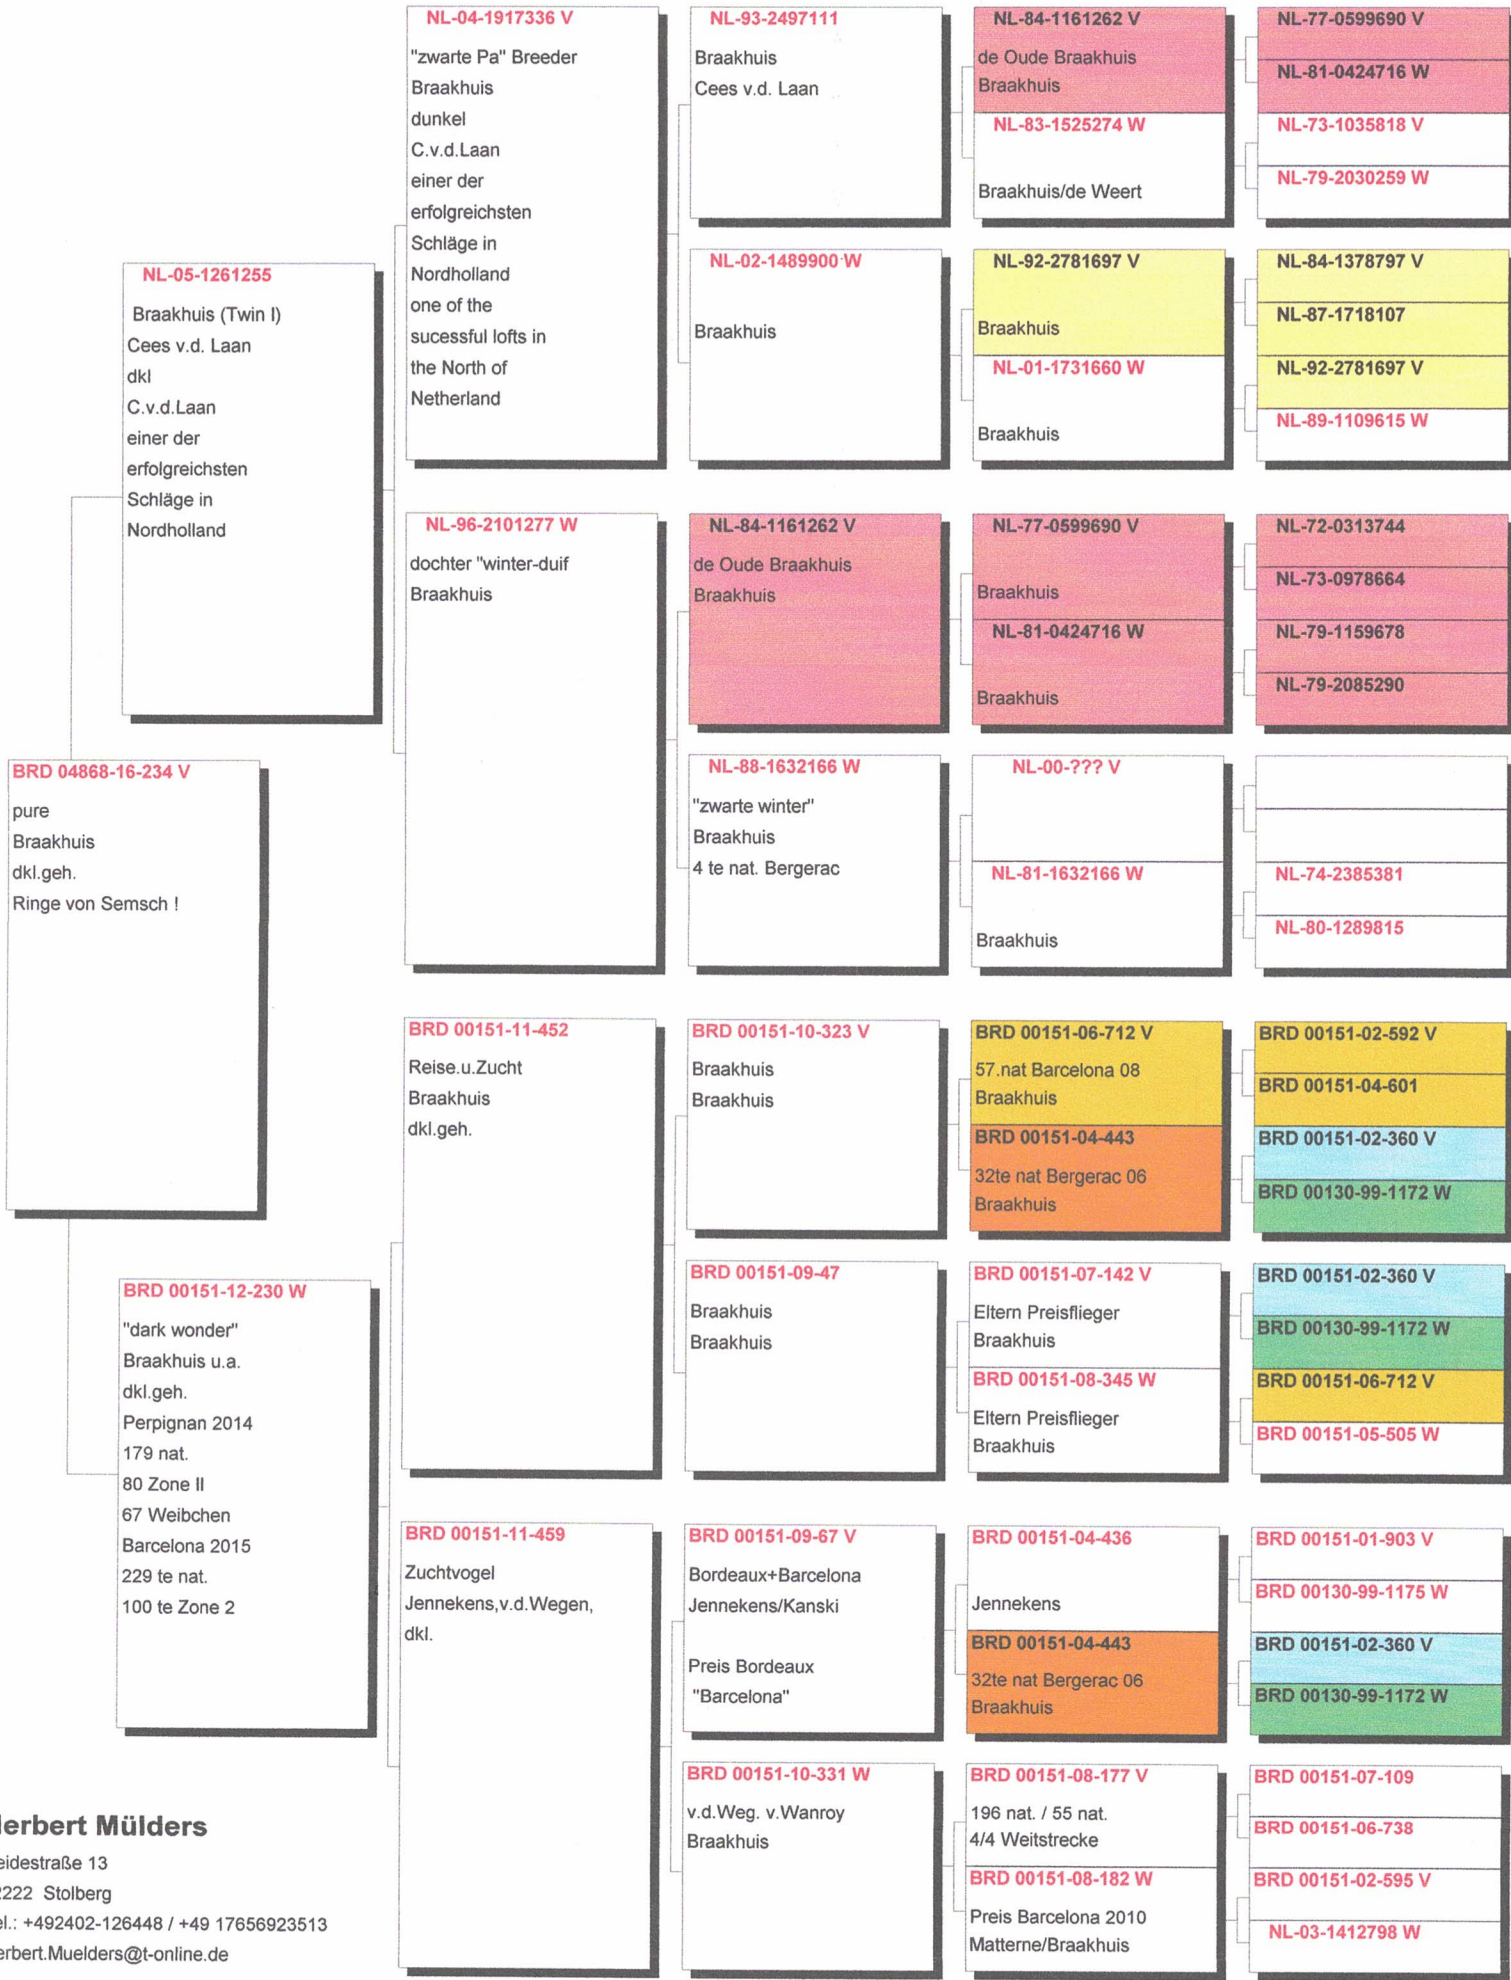 BRD 04868-16-234 V
pure
Braakhuis
dkl.geh.
Ringe von Semsch !
NL-05-1261255
Braakhuis (Twin I)
Cees v.d. Laan
dkl
C.v.d.Laan
einer der
erfolgreichsten
Schläge in
Nordholland
BRD 00151-12-230 W
"dark wonder"
Braakhuis u.a.
dkl.geh.
Perpignan 2014
179 nat.
80 Zone II
67 Weibchen
Barcelona 2015
229 te nat.
100 te Zone 2
NL-04-1917336 V
"zwarte Pa" Breeder
Braakhuis
dunkel
C.v.d.Laan
einer der
erfolgreichsten
Schläge in
Nordholland
one of the
sucessful lofts in
the North of
Netherland
NL-96-2101277 W
dochter "winter-duif
Braakhuis
BRD 00151-11-452
Reise.u.Zucht
Braakhuis
dkl.geh.
BRD 00151-11-459
Zuchtvogel
Jennekens,v.d.Wegen,
dkl.
NL-93-2497111
Braakhuis
Cees v.d. Laan
NL-02-1489900 W
Braakhuis
NL-84-1161262 V
de Oude Braakhuis
Braakhuis
NL-88-1632166 W
"zwarte winter"
Braakhuis
4 te nat. Bergerac
BRD 00151-10-323 V
Braakhuis
Braakhuis
BRD 00151-09-47
Braakhuis
Braakhuis
BRD 00151-09-67 V
Bordeaux+Barcelona
Jennekens/Kanski
Preis Bordeaux
"Barcelona"
BRD 00151-10-331 W
v.d.Weg. v.Wanroy
Braakhuis
NL-84-1161262 V
de Oude Braakhuis
Braakhuis
NL-83-1525274 W
Braakhuis/de Weert
NL-92-2781697 V
Braakhuis
NL-01-1731660 W
Braakhuis
NL-77-0599690 V
Braakhuis
NL-81-0424716 W
Braakhuis
NL-00-??? V
NL-81-1632166 W
Braakhuis
BRD 00151-06-712 V
57.nat Barcelona 08
Braakhuis
BRD 00151-04-443
32te nat Bergerac 06
Braakhuis
BRD 00151-07-142 V
Eltern Preisflieger
Braakhuis
BRD 00151-08-345 W
Eltern Preisflieger
Braakhuis
BRD 00151-04-436
Jennekens
BRD 00151-04-443
32te nat Bergerac 06
Braakhuis
BRD 00151-08-177 V
196 nat. / 55 nat.
4/4 Weitstrecke
BRD 00151-08-182 W
Preis Barcelona 2010
Matterne/Braakhuis
NL-77-0599690 V
NL-81-0424716 W
NL-73-1035818 V
NL-79-2030259 W
NL-84-1378797 V
NL-87-1718107
NL-92-2781697 V
NL-89-1109615 W
NL-72-0313744
NL-73-0978664
NL-79-1159678
NL-79-2085290
NL-74-2385381
NL-80-1289815
BRD 00151-02-592 V
BRD 00151-04-601
BRD 00151-02-360 V
BRD 00130-99-1172 W
BRD 00151-02-360 V
BRD 00130-99-1172 W
BRD 00151-06-712 V
BRD 00151-05-505 W
BRD 00151-01-903 V
BRD 00130-99-1175 W
BRD 00151-02-360 V
BRD 00130-99-1172 W
BRD 00151-07-109
BRD 00151-06-738
BRD 00151-02-595 V
NL-03-1412798 W
erbert Mülders
eidestraße 13
2222 Stolberg
el.: +492402-126448 / +49 17656923513
erbert.Muelders@t-online.de